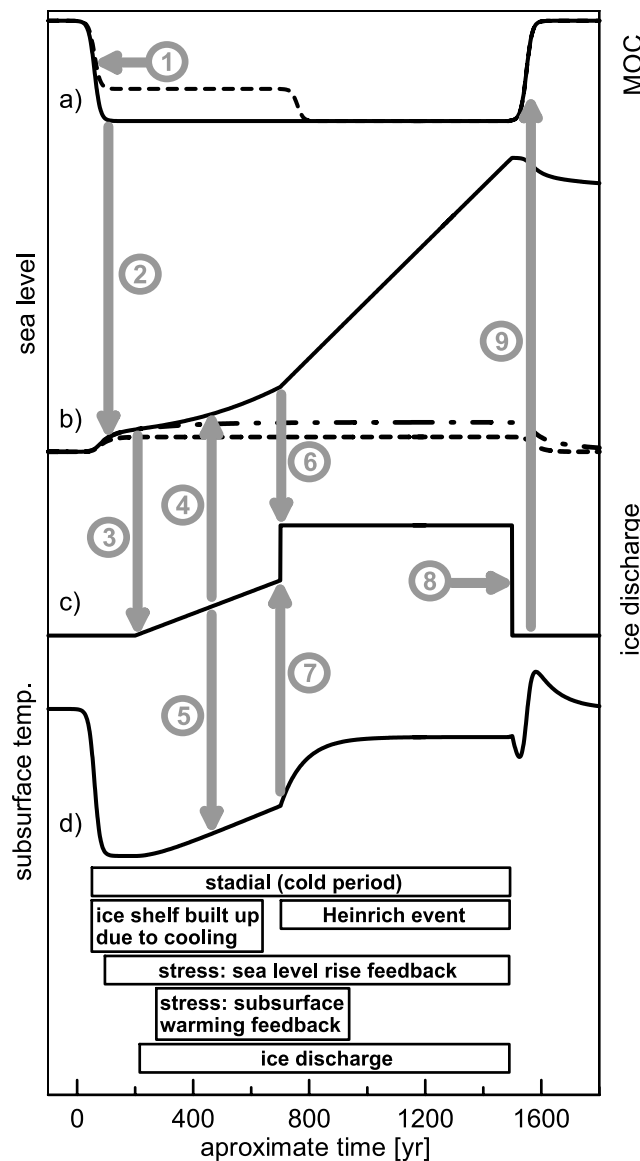 MOC
1
a)
2
sea level
9
b)
6
4
3
8
c)
ice discharge
7
5
subsurface temp.
d)
stadial (cold period)
ice shelf built up
due to cooling
Heinrich event
stress: sea level rise feedback
stress: subsurface
warming feedback
ice discharge
0 400 800 1200 1600
aproximate time [yr]